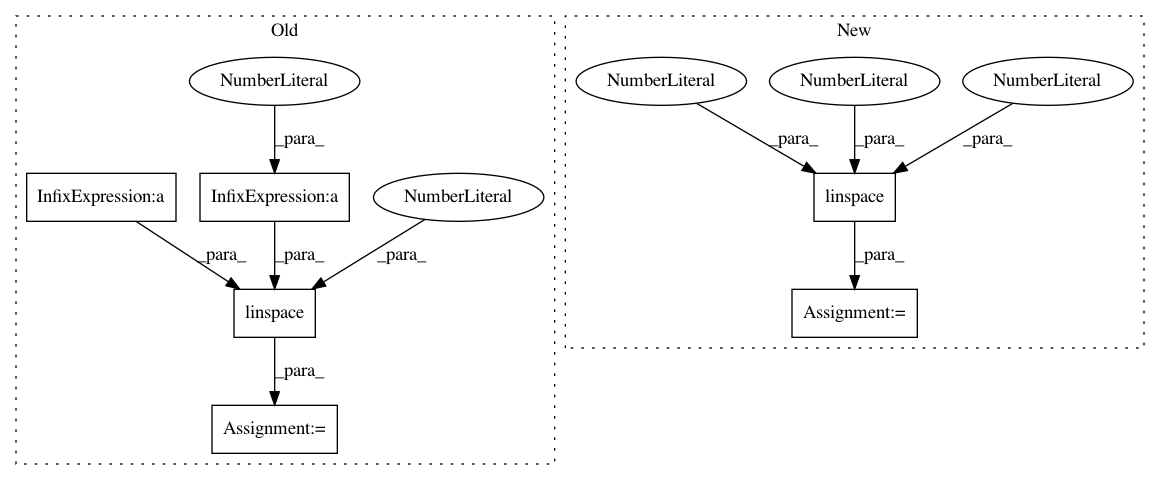 Old
New
NumberLiteral
NumberLiteral
NumberLiteral
NumberLiteral
_para_
_para_
_para_
_para_
InfixExpression:a
InfixExpression:a
NumberLiteral
linspace
_para_
_para_
_para_
_para_
linspace
Assignment:=
_para_
Assignment:=